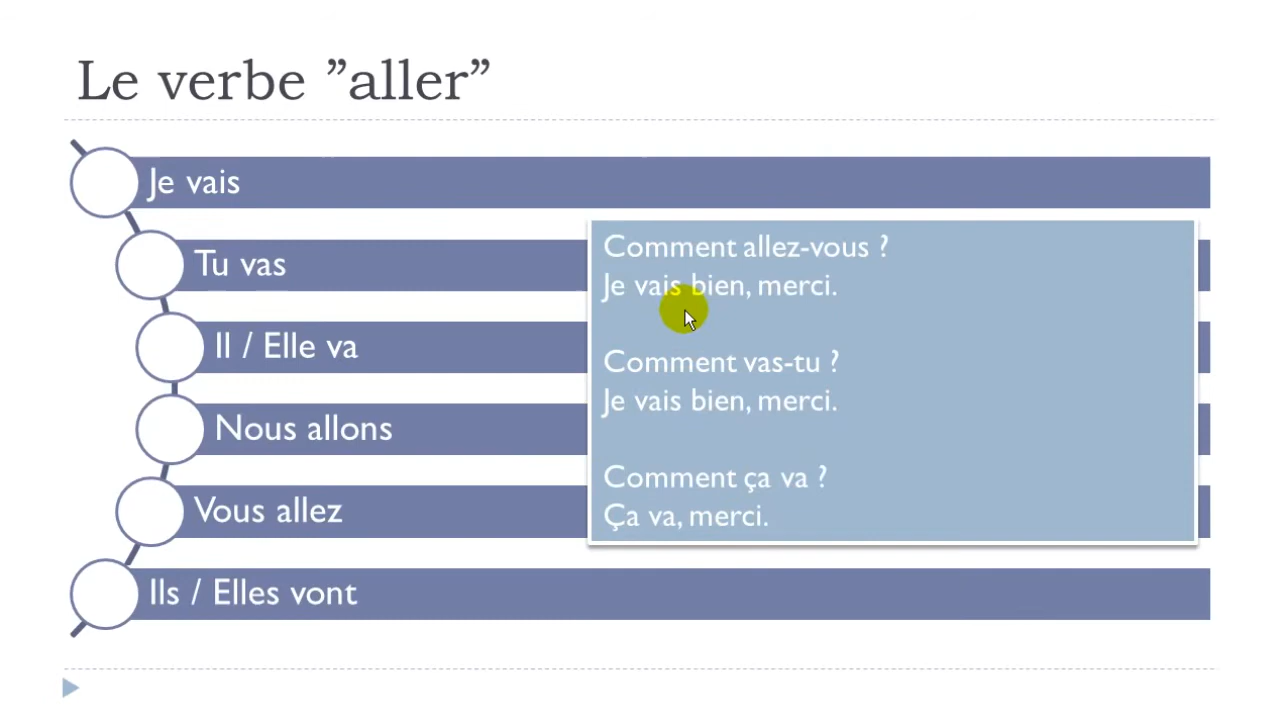 Le verbe ”aller”
Je vais
Tu vas
Il / Elle va
Nous allons
Vous allez
Ils / Elles vont
Comment allez-vous ?
Je vais bien, merci.
Comment vas-tu ?
Je vais bien, merci.
Comment ça va ?
Ça va, merci.